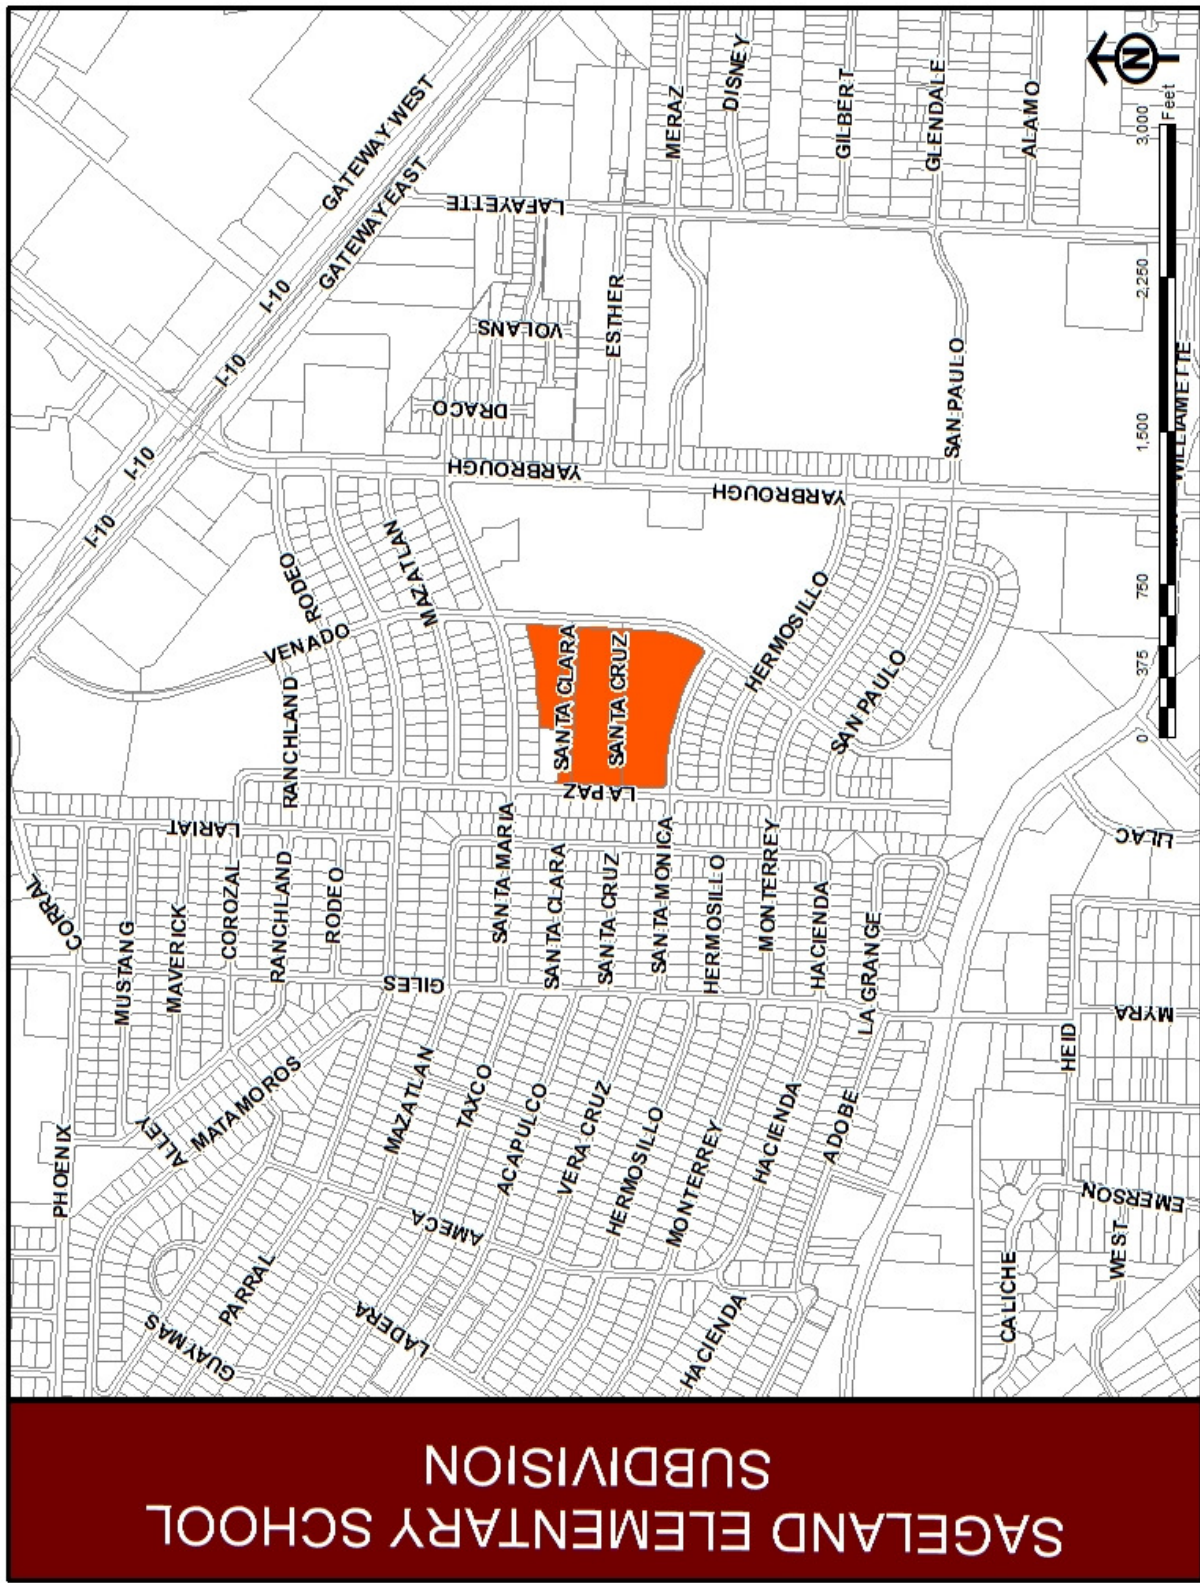 SAGELAND ELEMENTARY SCHOOL
SUBDIVISION
GATEWAY WEST
GATEWAY EAST
I-10
I-10
I-10
I-10
LAFAYETTE
MERAZ
DISNEY
GILBERT
GLENDALE
ALAMO
N
VOLANS
DRACO
ESTHER
YARBROUGH
YARBROUGH
SAN PAULO
WILLIAMETTE
RODEO
MAZATLAN
VENADO
RANCHLAND
SANTA CLARA
SANTA CRUZ
LA PAZ
HERMOSILLO
SAN PAULO
LARIAT
CORRAL
MUSTANG
MAVERICK
COROZAL
RANCHLAND
RODEO
GILES
SANTA MARIA
SANTA CLARA
SANTA CRUZ
SANTA MONICA
HERMOSILLO
MONTERREY
HACIENDA
LA GRANGE
LILAC
PHOENIX
ALLEY
MATAMOROS
MAZATLAN
TAXCO
ACAPULCO
VERA CRUZ
HERMOSILLO
MONTERREY
HACIENDA
ADOBE
HEID
MYRA
EMERSON
WEST
CALICHE
AMECA
PARRAL
GUAYMAS
LADERA
HACIENDA
0 375 750 1,500 2,250 3,000
Feet